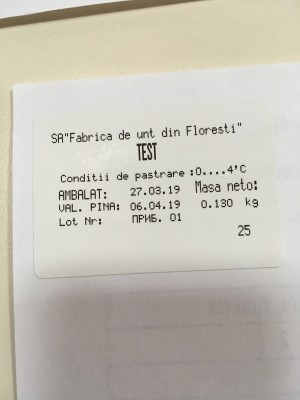 SA"Fabrica de unt din Floresti"
TEST
Conditii de pastrare :0....4'C
AMBALAT: 27.03.19 Masa neto:
VAL. PINA: 06.04.19 0.130 kg
Lot Nr: ПРИБ. 01
25